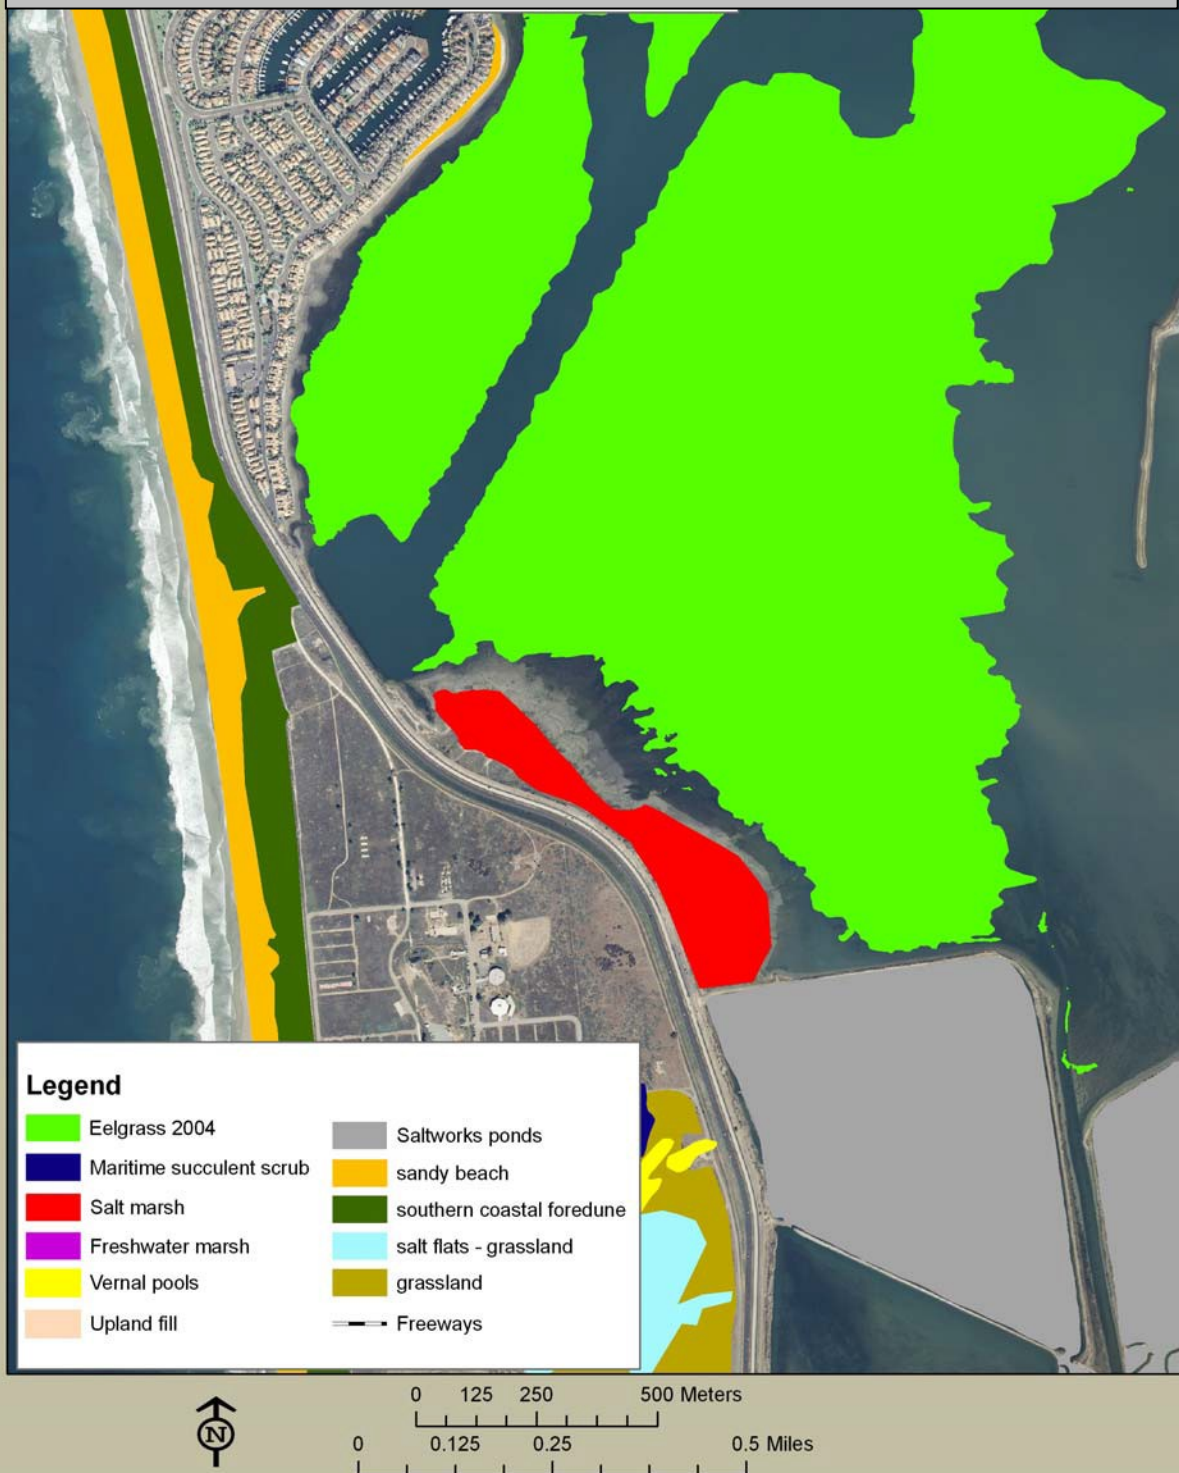 Legend
Eelgrass 2004
Maritime succulent scrub
Salt marsh
Freshwater marsh
Vernal pools
Upland fill
Saltworks ponds
sandy beach
southern coastal foredune
salt flats - grassland
grassland
Freeways
N
0 125 250 500 Meters
0 0.125 0.25 0.5 Miles